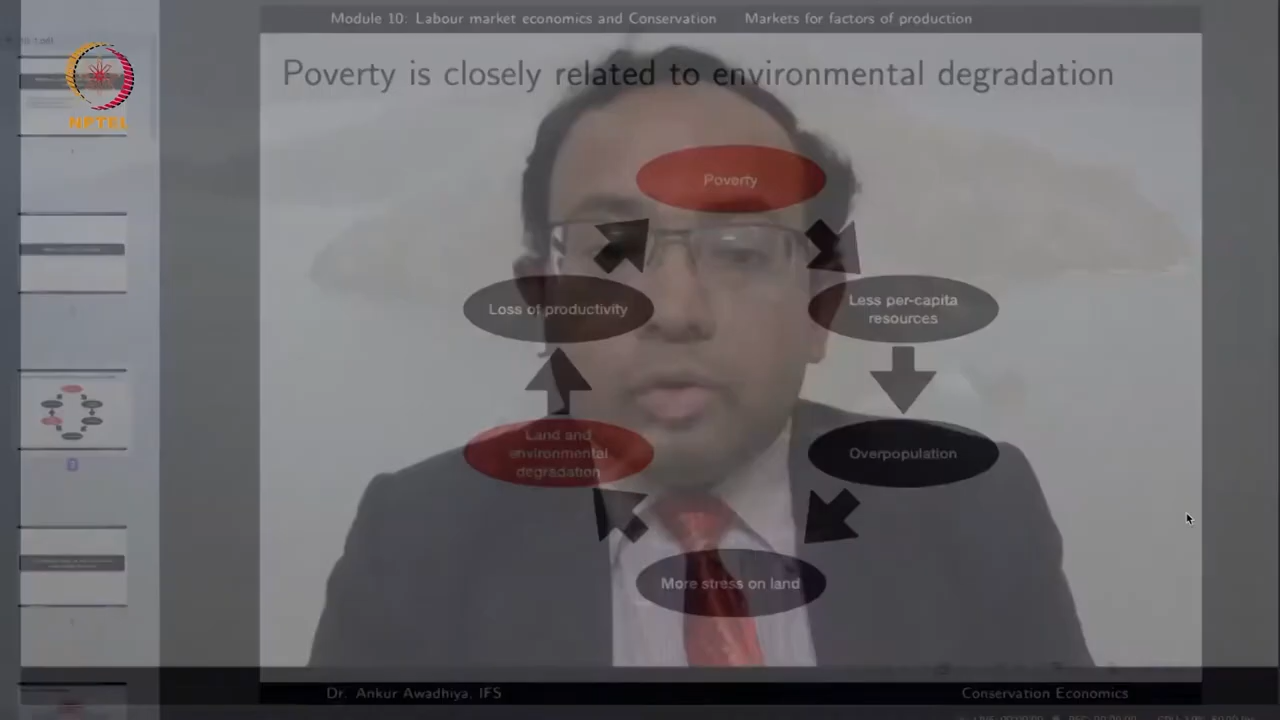 Module 10: Labour market economics and Conservation Markets for factors of production
NPTEL
Poverty is closely related to environmental degradation
Poverty
Less per-capita
resources
Overpopulation
More stress on land
Land and
environmental
degradation
Loss of productivity
Dr. Ankur Awadhiya, IFS Conservation Economics